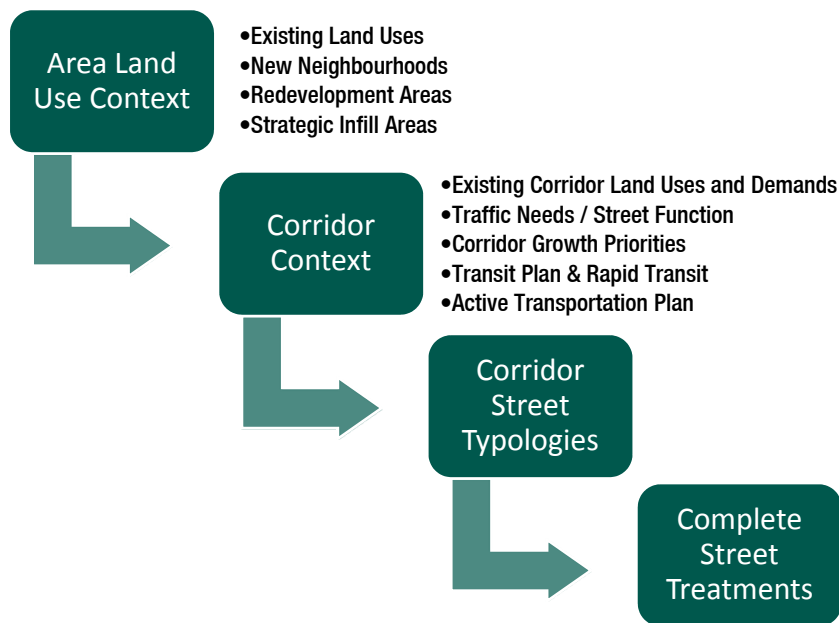 Area Land
Use Context
•Existing Land Uses
•New Neighbourhoods
•Redevelopment Areas
•Strategic Infill Areas
Corridor
Context
•Existing Corridor Land Uses and Demands
•Traffic Needs / Street Function
•Corridor Growth Priorities
•Transit Plan & Rapid Transit
•Active Transportation Plan
Corridor
Street
Typologies
Complete
Street
Treatments